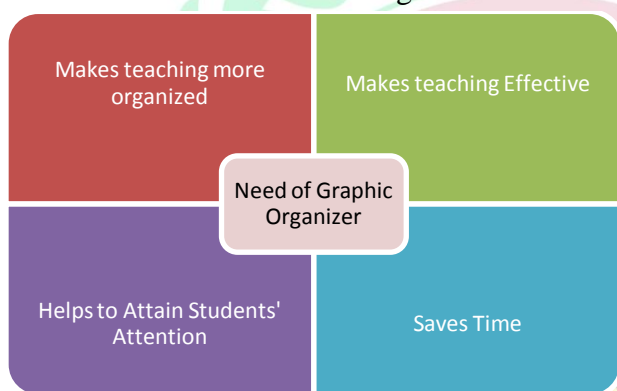 Makes teaching more
organized
Makes teaching Effective
Need of Graphic
Organizer
Helps to Attain Students'
Attention
Saves Time